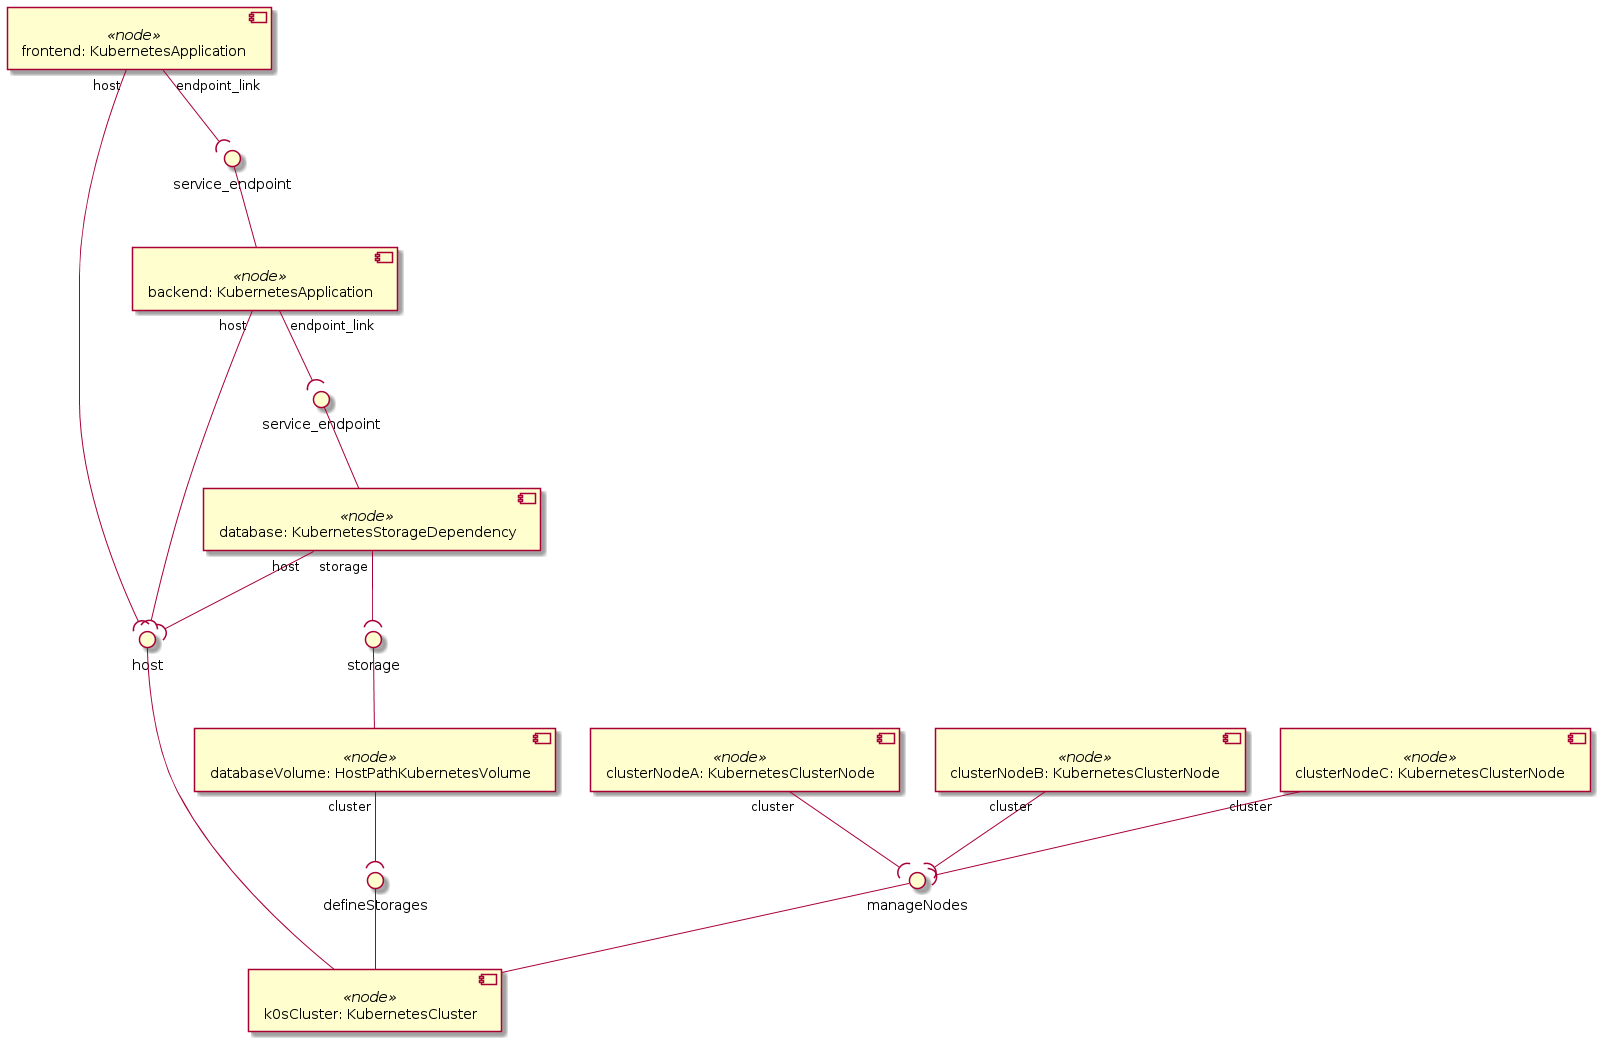 «node»
frontend: KubernetesApplication
host
endpoint_link
service_endpoint
«node»
backend: KubernetesApplication
host
endpoint_link
service_endpoint
«node»
database: KubernetesStorageDependency
host
storage
host
storage
«node»
databaseVolume: HostPathKubernetesVolume
«node»
clusterNodeA: KubernetesClusterNode
«node»
clusterNodeB: KubernetesClusterNode
«node»
clusterNodeC: KubernetesClusterNode
cluster
cluster
cluster
cluster
defineStorages
manageNodes
«node»
k0sCluster: KubernetesCluster